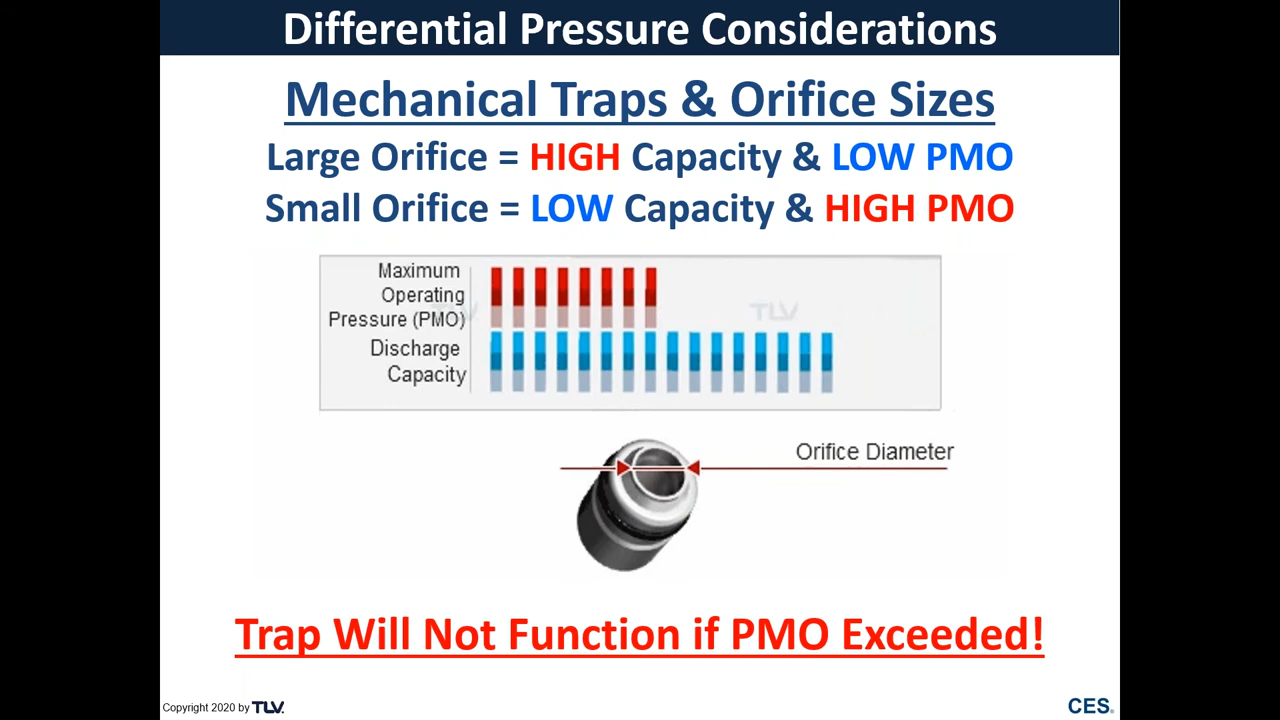 Differential Pressure Considerations
Mechanical Traps & Orifice Sizes
Large Orifice = HIGH Capacity & LOW PMO
Small Orifice = LOW Capacity & HIGH PMO
Maximum
Operating
Pressure (PMO)
TLV
TLV
Discharge
Capacity
Orifice Diameter
Trap Will Not Function if PMO Exceeded!
Copyright 2020 by TLV.
CES®